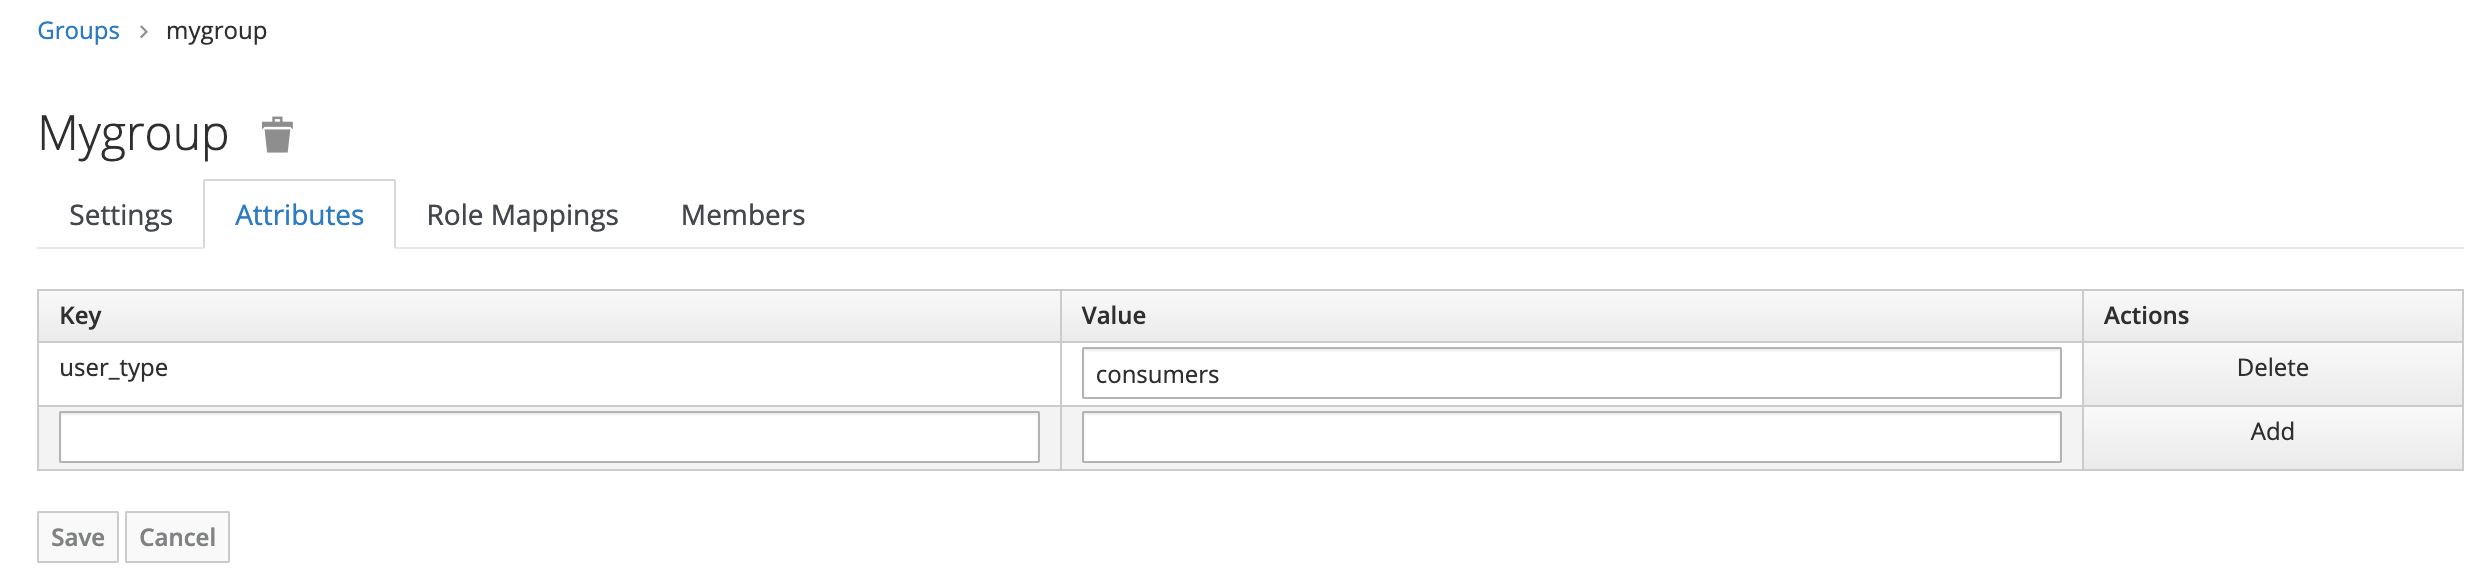 Groups > mygroup
Mygroup
Settings Attributes Role Mappings Members
Key Value Actions
user_type consumers Delete
Add
Save Cancel